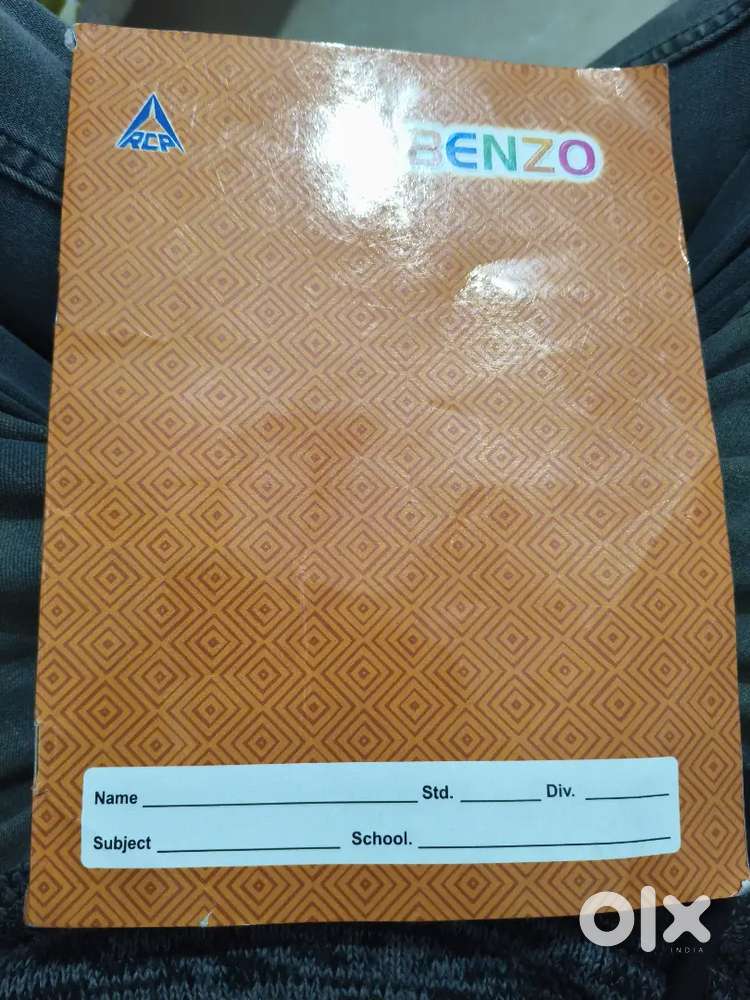 RCP
BENZO
Name Std. Div.
Subject School.
olx
INDIA